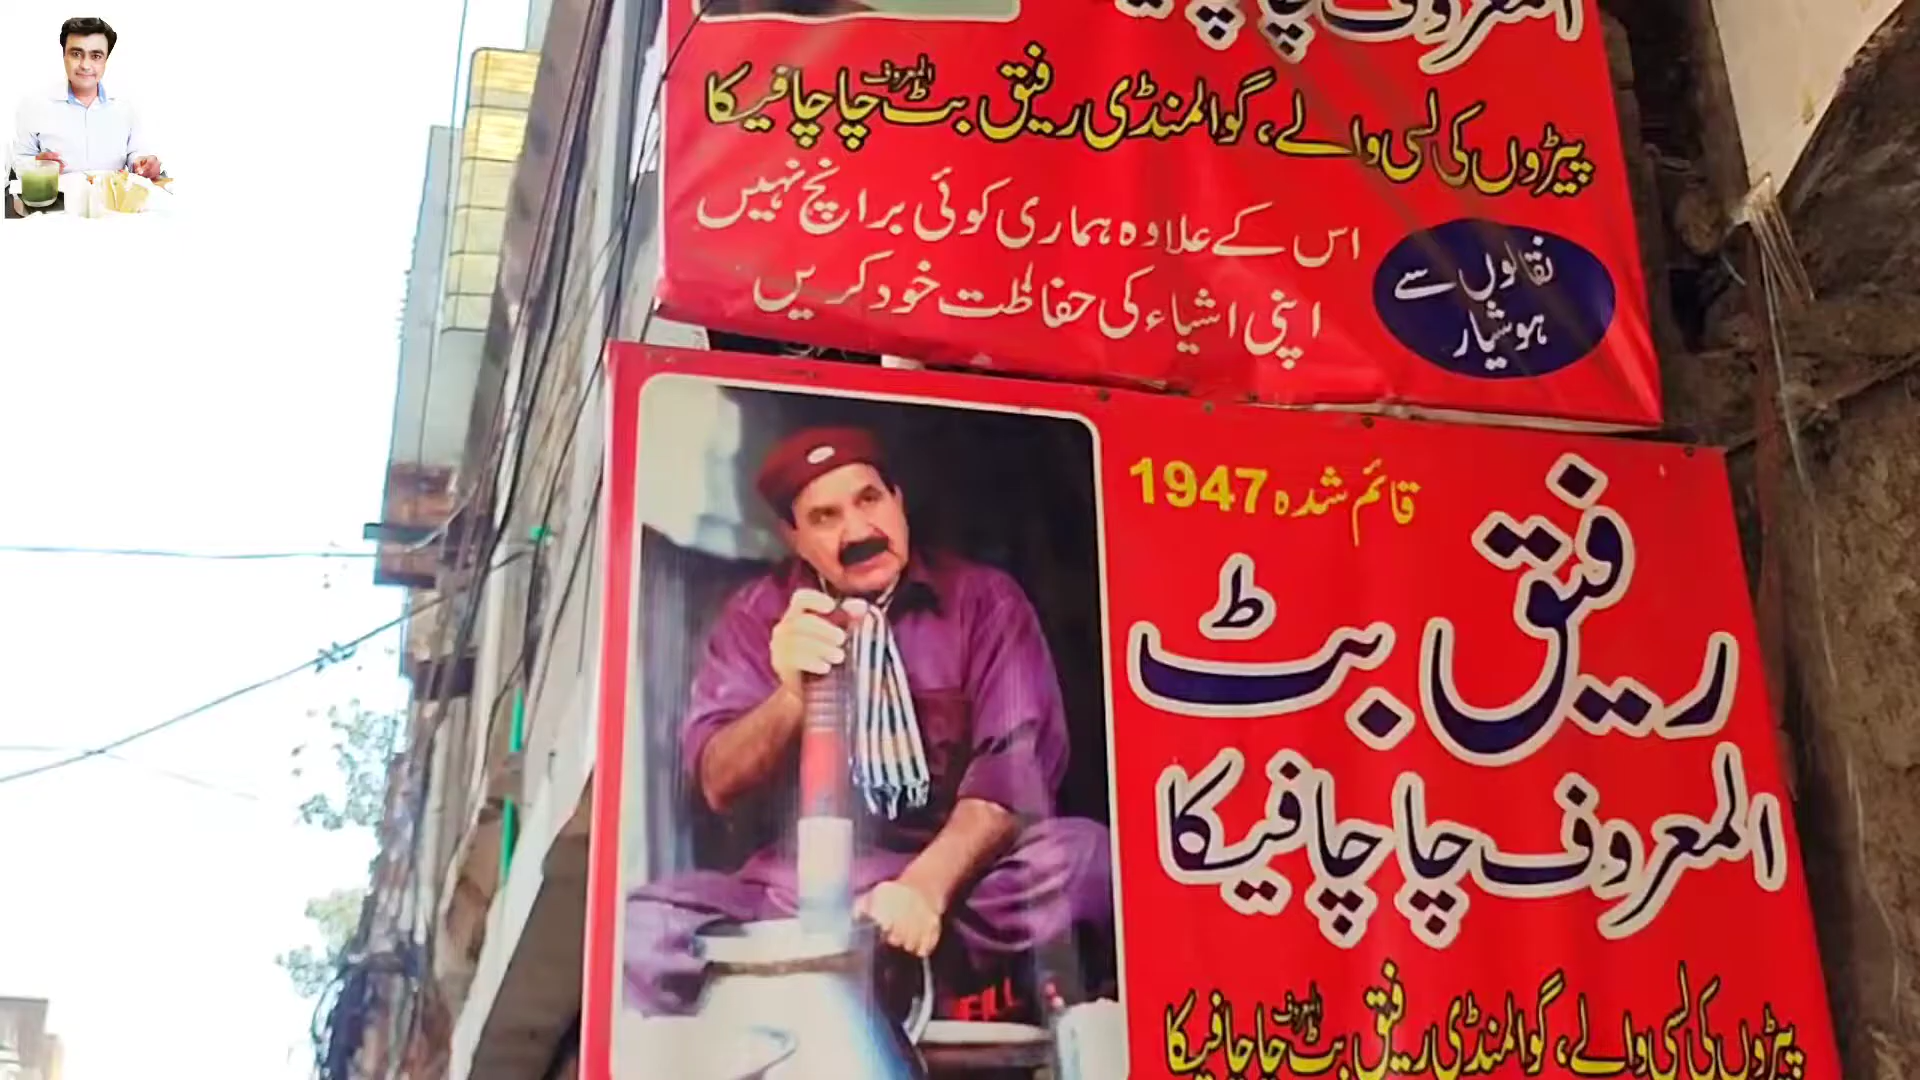 المعروف چاچا
پیڑوں کی لسی والے، گوالمنڈی رفیق بٹ المعروف چاچا فیکا
اس کے علاوہ ہماری کوئی برانچ نہیں
اپنی اشیاء کی حفاظت خود کریں
نقالوں سے
ہوشیار
قائم شدہ 1947
رفیق بٹ
المعروف چاچا فیکا
پیڑوں کی لسی والے، گوالمنڈی رفیق بٹ المعروف چاچا فیکا